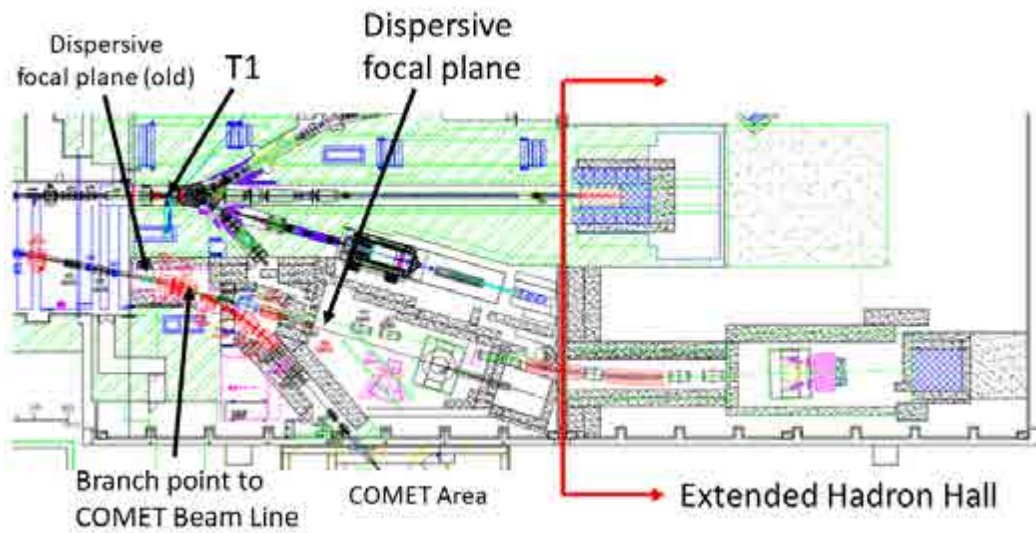 Dispersive
focal plane (old)
T1
Dispersive
focal plane
Branch point to
COMET Beam Line
COMET Area
Extended Hadron Hall